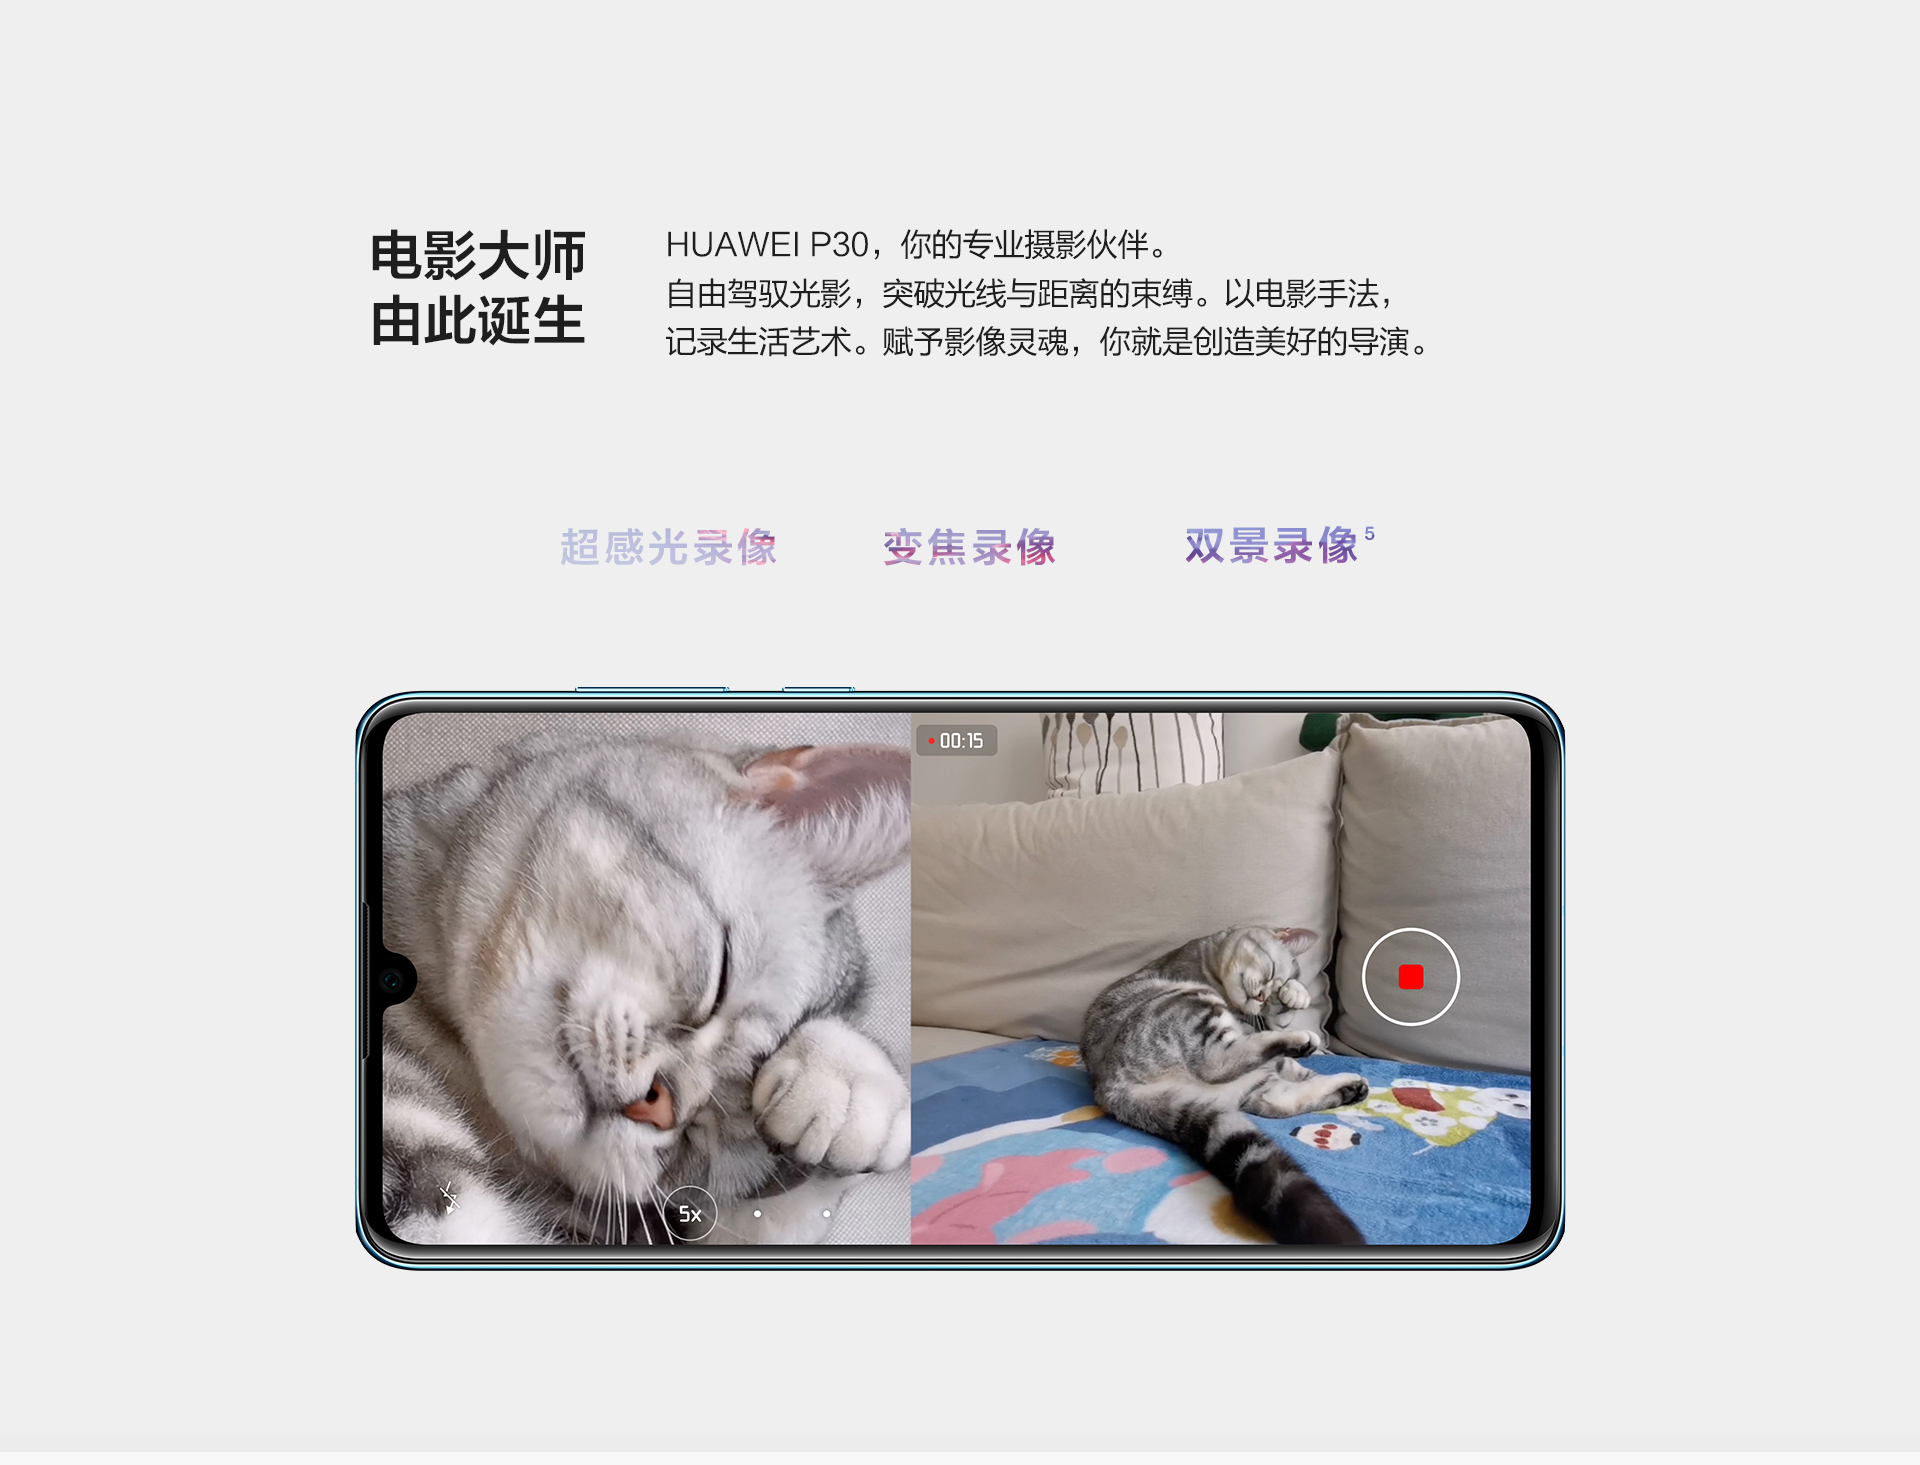 电影大师
由此诞生
HUAWEI P30，你的专业摄影伙伴。
自由驾驭光影，突破光线与距离的束缚。以电影手法，
记录生活艺术。赋予影像灵魂，你就是创造美好的导演。
超感光录像
变焦录像
双景录像5
00:15
5x